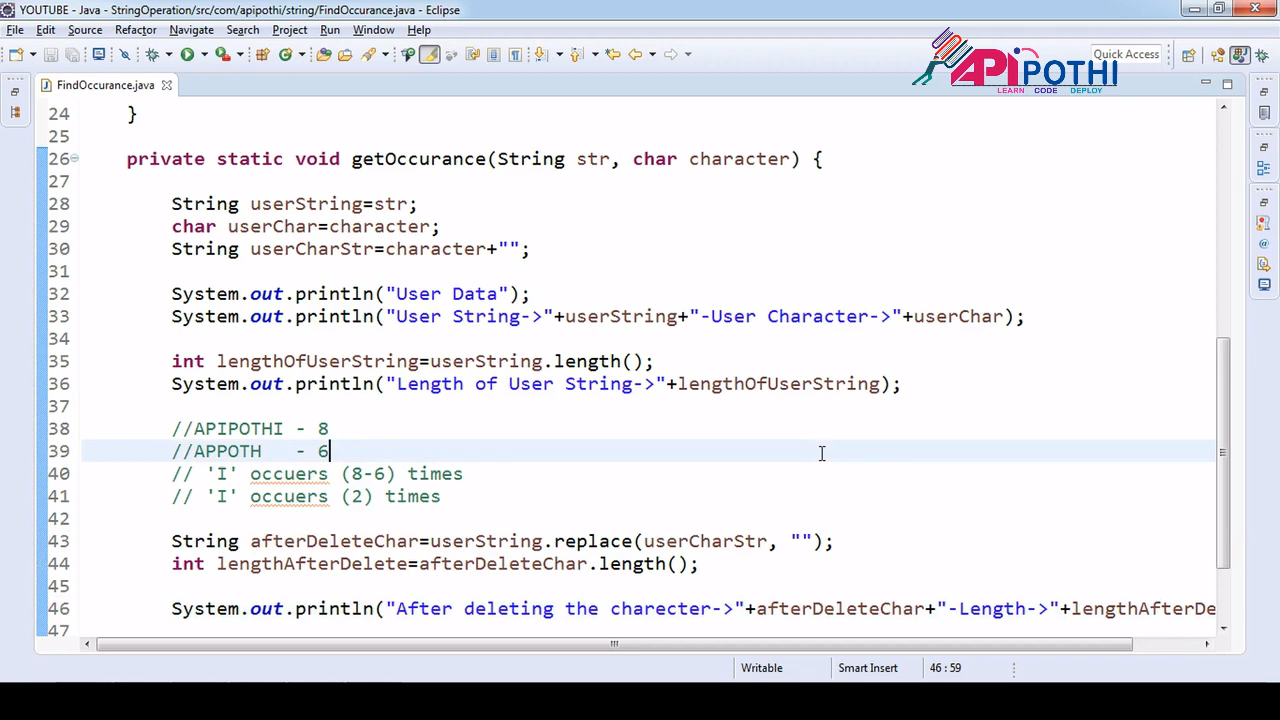 YOUTUBE - Java - StringOperation/src/com/apipothi/string/FindOccurance.java - Eclipse
File Edit Source Refactor Navigate Search Project Run Window Help
Quick Access
APIPOTHI
LEARN CODE DEPLOY
FindOccurance.java
24 }
25
26 private static void getOccurance(String str, char character) {
27
28 String userString=str;
29 char userChar=character;
30 String userCharStr=character+"";
31
32 System.out.println("User Data");
33 System.out.println("User String->"+userString+"-User Character->"+userChar);
34
35 int lengthOfUserString=userString.length();
36 System.out.println("Length of User String->"+lengthOfUserString);
37
38 //APIPOTHI - 8
39 //APPOTH   - 6
40 // 'I' occuers (8-6) times
41 // 'I' occuers (2) times
42
43 String afterDeleteChar=userString.replace(userCharStr, "");
44 int lengthAfterDelete=afterDeleteChar.length();
45
46 System.out.println("After deleting the charecter->"+afterDeleteChar+"-Length->"+lengthAfterDe
47
Writable Smart Insert 46 : 59